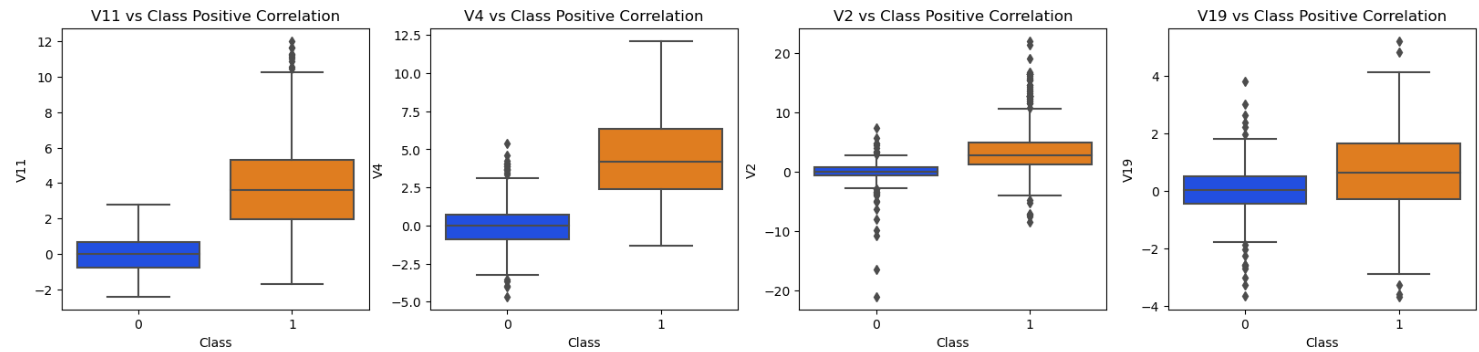 V11 vs Class Positive Correlation
V11
12
10
8
6
4
2
0
−2
0 1
Class
V4 vs Class Positive Correlation
V4
12.5
10.0
7.5
5.0
2.5
0.0
−2.5
−5.0
0 1
Class
V2 vs Class Positive Correlation
V2
20
10
0
−10
−20
0 1
Class
V19 vs Class Positive Correlation
V19
4
2
0
−2
−4
0 1
Class